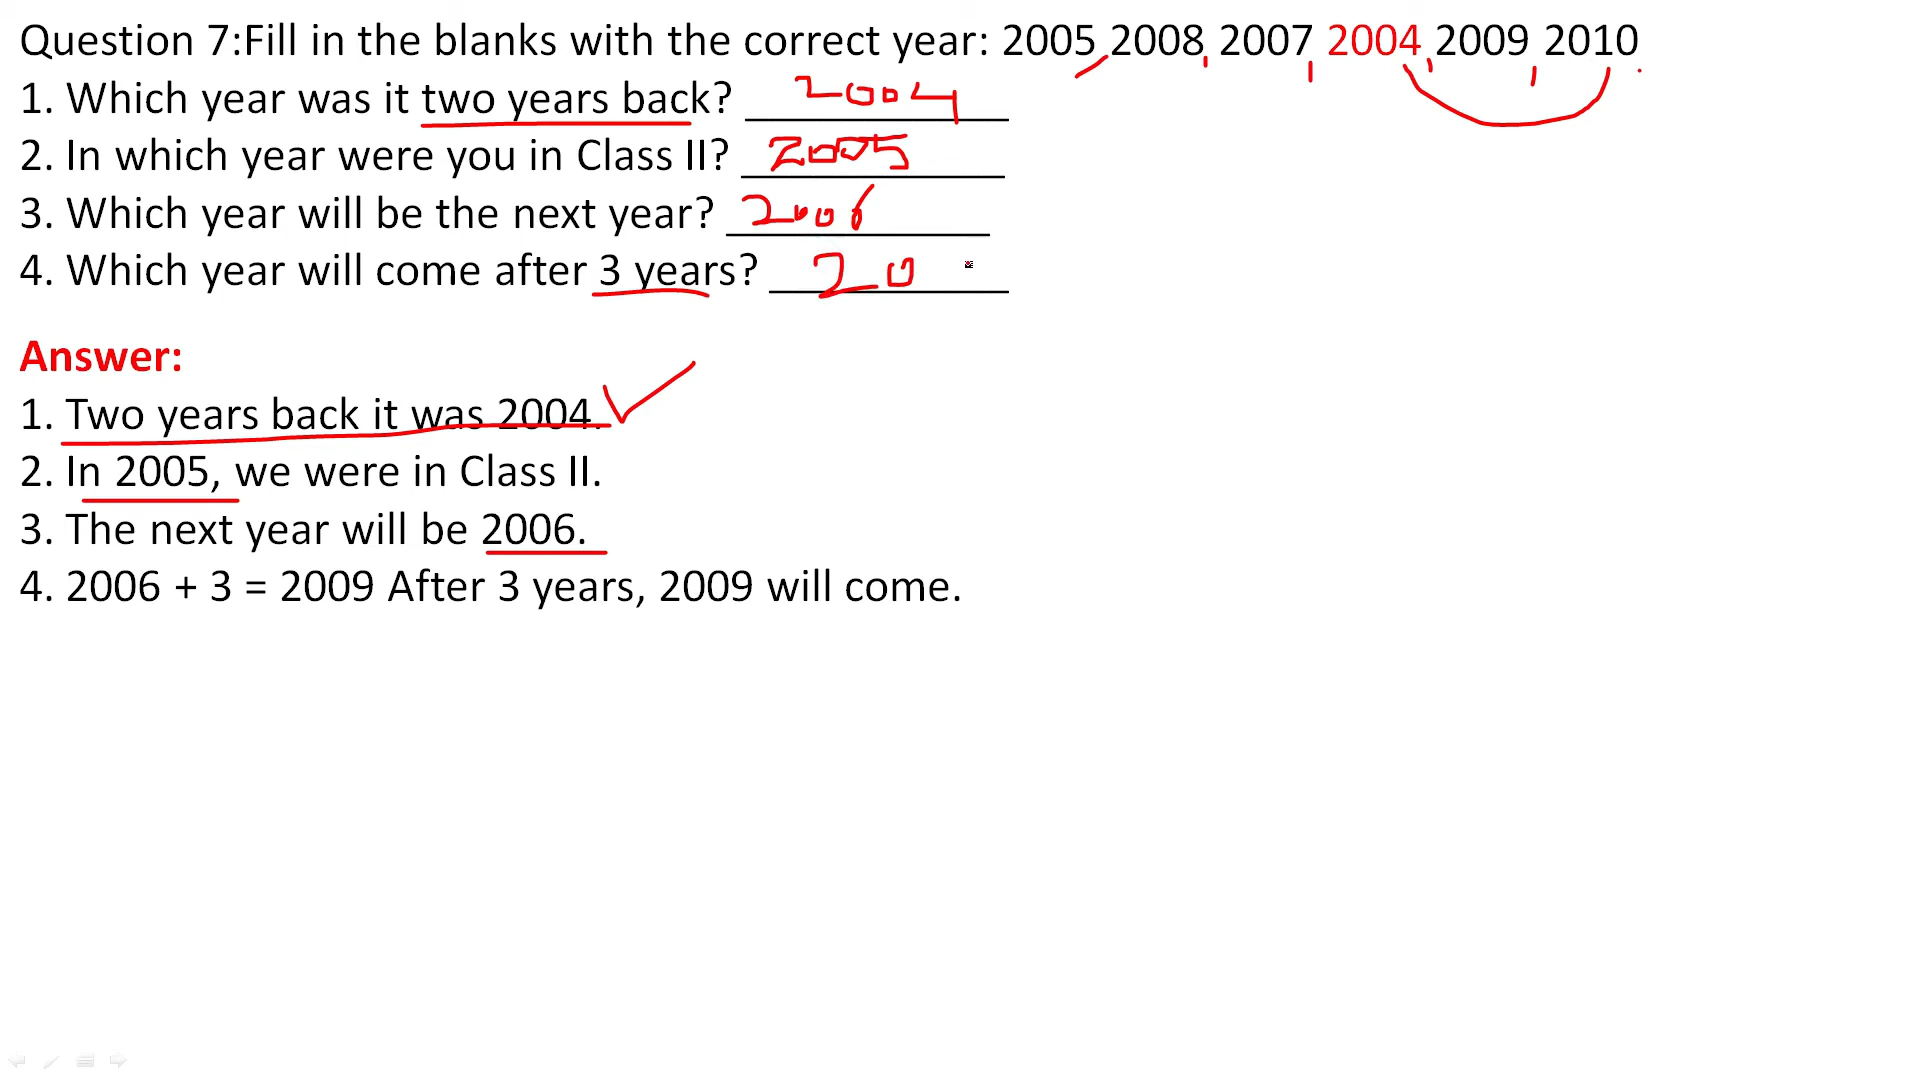 Question 7:Fill in the blanks with the correct year: 2005, 2008, 2007, 2004, 2009, 2010.
1. Which year was it two years back? 2004
2. In which year were you in Class II? 2005
3. Which year will be the next year? 2006
4. Which year will come after 3 years? 20
Answer:
1. Two years back it was 2004.
2. In 2005, we were in Class II.
3. The next year will be 2006.
4. 2006 + 3 = 2009 After 3 years, 2009 will come.